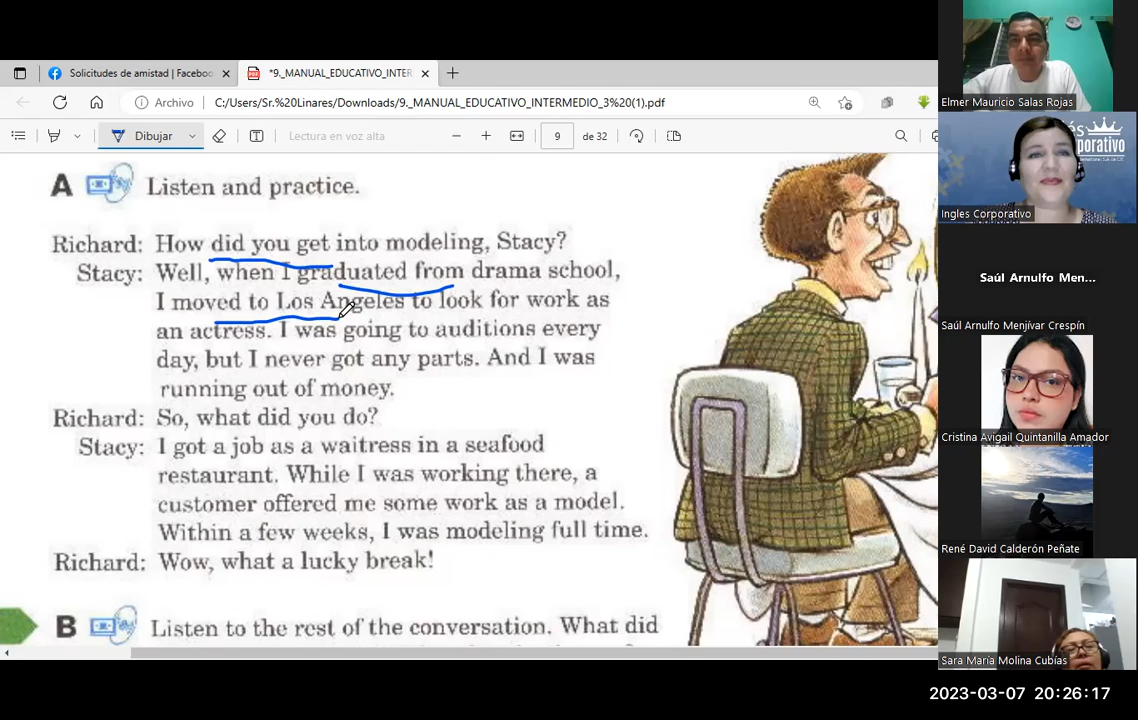 Solicitudes de amistad | Faceboo
*9._MANUAL_EDUCATIVO_INTER
Archivo
C:/Users/Sr.%20Linares/Downloads/9._MANUAL_EDUCATIVO_INTERMEDIO_3%20(1).pdf
Dibujar
Lectura en voz alta
9
de 32
A
Listen and practice.
Richard: How did you get into modeling, Stacy?
Stacy: Well, when I graduated from drama school,
I moved to Los Angeles to look for work as
an actress. I was going to auditions every
day, but I never got any parts. And I was
running out of money.
Richard: So, what did you do?
Stacy: I got a job as a waitress in a seafood
restaurant. While I was working there, a
customer offered me some work as a model.
Within a few weeks, I was modeling full time.
Richard: Wow, what a lucky break!
B
Listen to the rest of the conversation. What did
Elmer Mauricio Salas Rojas
és
porativo
Ingles Corporativo
Saúl Arnulfo Men...
Saúl Arnulfo Menjívar Crespín
Cristina Avigail Quintanilla Amador
René David Calderón Peñate
Sara María Molina Cubías
2023-03-07 20:26:17